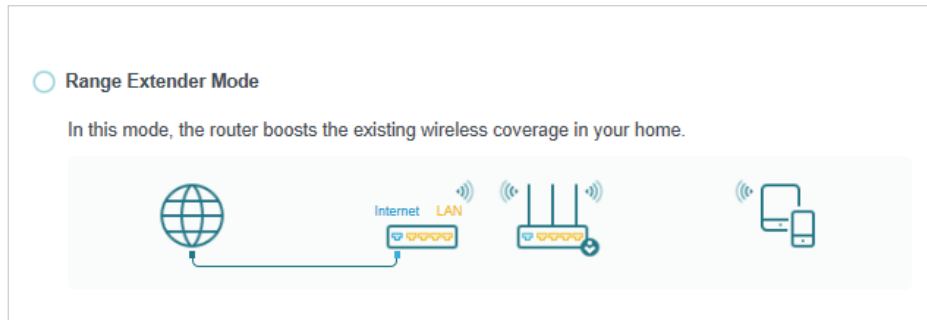 Range Extender Mode
In this mode, the router boosts the existing wireless coverage in your home.
Internet LAN